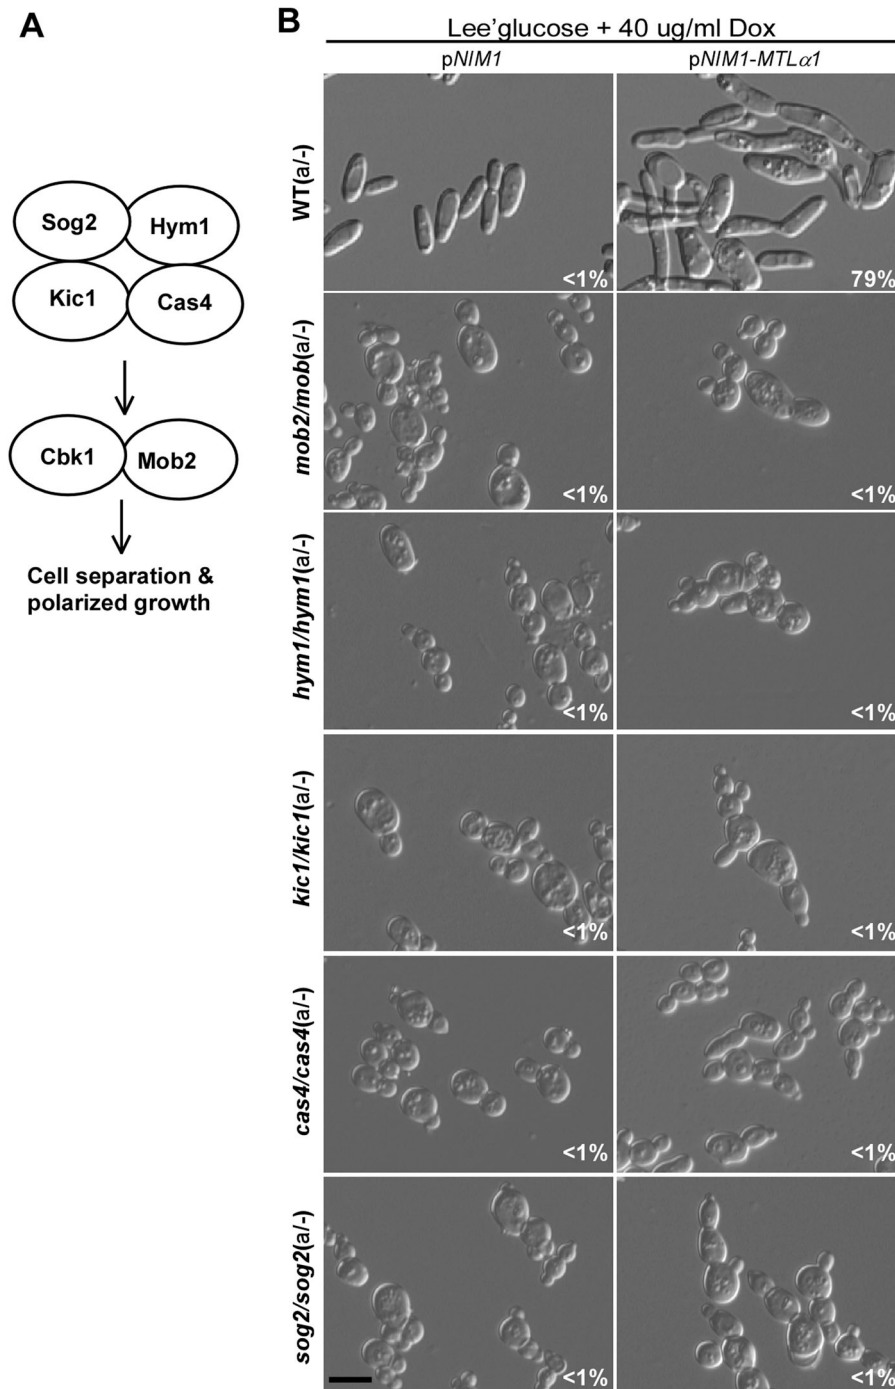 A
Sog2 Hym1
Kic1 Cas4
Cbk1 Mob2
Cell separation &
polarized growth
B
Lee'glucose + 40 ug/ml Dox
pNIM1 pNIM1-MTLα1
WT(a/-)
<1% 79%
mob2/mob(a/-)
<1% <1%
hym1/hym1(a/-)
<1% <1%
kic1/kic1(a/-)
<1% <1%
cas4/cas4(a/-)
<1% <1%
sog2/sog2(a/-)
<1% <1%